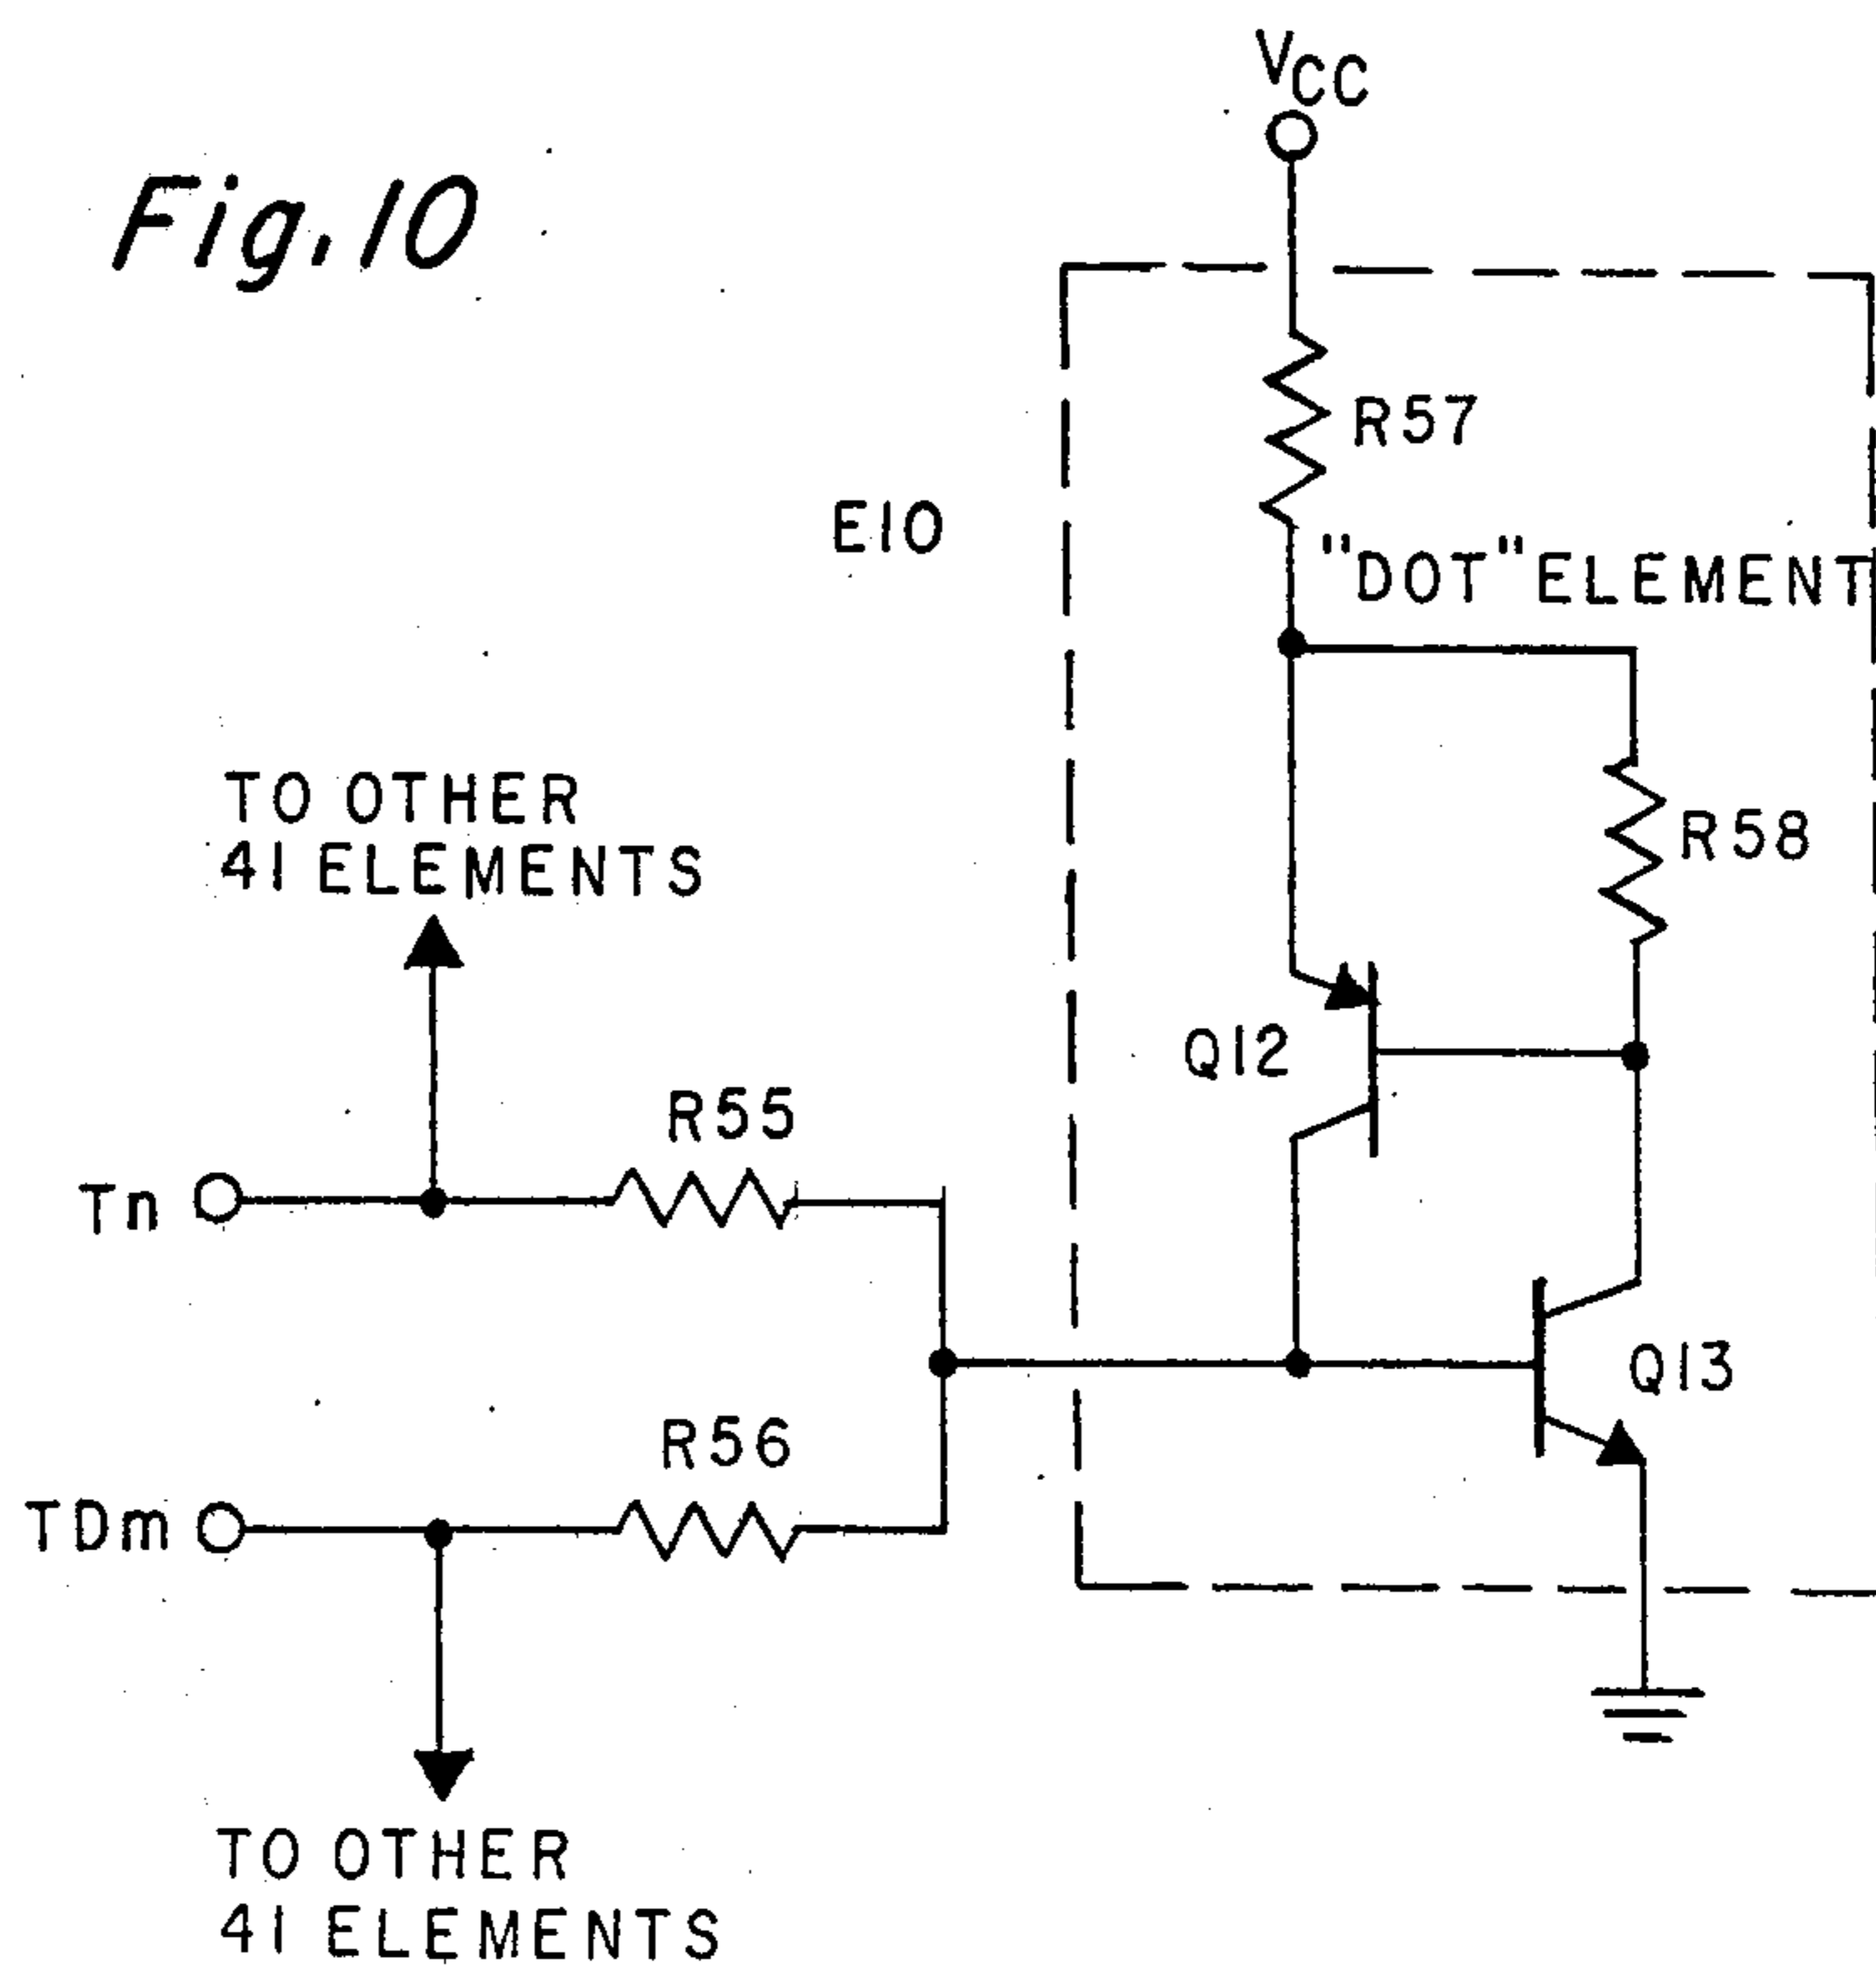 Fig. 10
VCC
R57
E10
"DOT" ELEMENT
TO OTHER
41 ELEMENTS
R58
Q12
R55
Tn
Q13
R56
TDm
TO OTHER
41 ELEMENTS